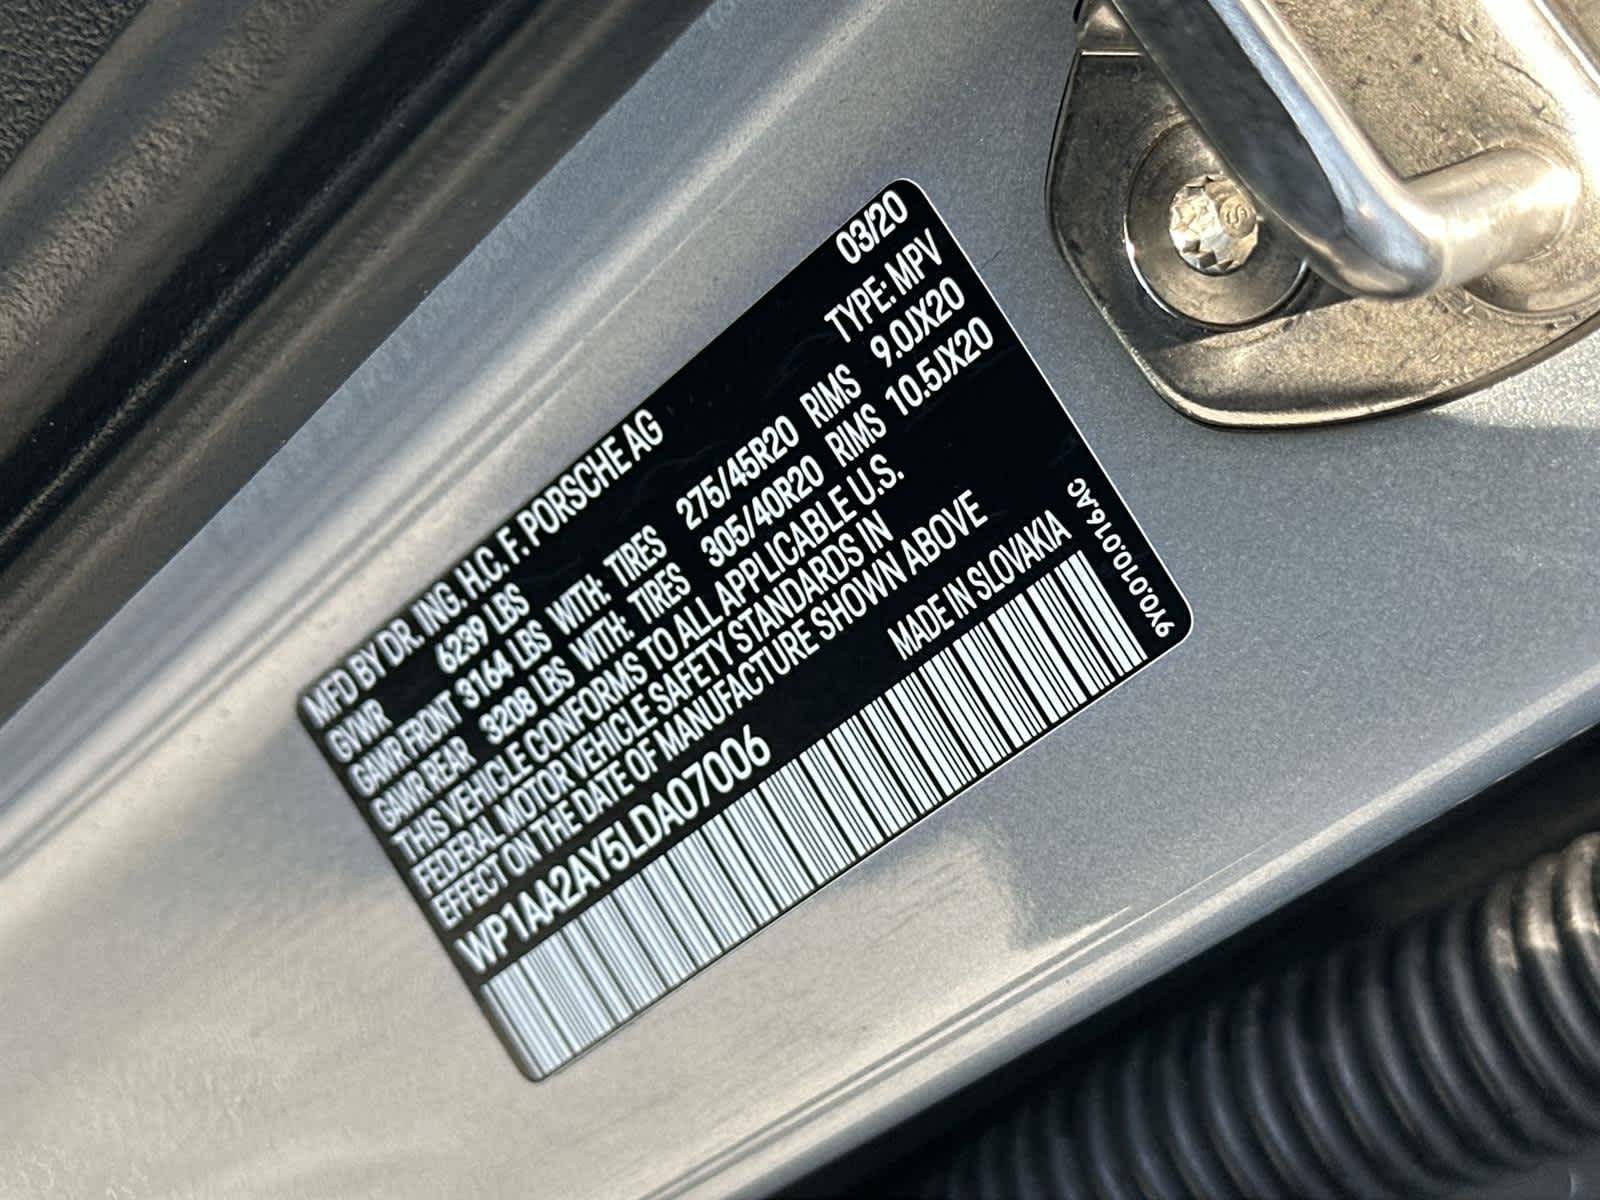 MFD BY DR. ING. H.C. F. PORSCHE AG 03/20
GVWR 6239 LBS TYPE: MPV
GAWR FRONT 3164 LBS WITH: TIRES 275/45R20 RIMS 9.0JX20
GAWR REAR 3208 LBS WITH: TIRES 305/40R20 RIMS 10.5JX20
THIS VEHICLE CONFORMS TO ALL APPLICABLE U.S.
FEDERAL MOTOR VEHICLE SAFETY STANDARDS IN
EFFECT ON THE DATE OF MANUFACTURE SHOWN ABOVE
WP1AA2AY5LDA07006 MADE IN SLOVAKIA
9Y0.010.016.AC